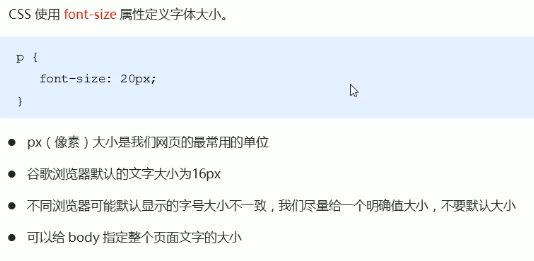 CSS 使用 font-size 属性定义字体大小。
p {
font-size: 20px;
}
● px（像素）大小是我们网页的最常用的单位
● 谷歌浏览器默认的文字大小为16px
● 不同浏览器可能默认显示的字号大小不一致，我们尽量给一个明确值大小，不要默认大小
● 可以给 body 指定整个页面文字的大小